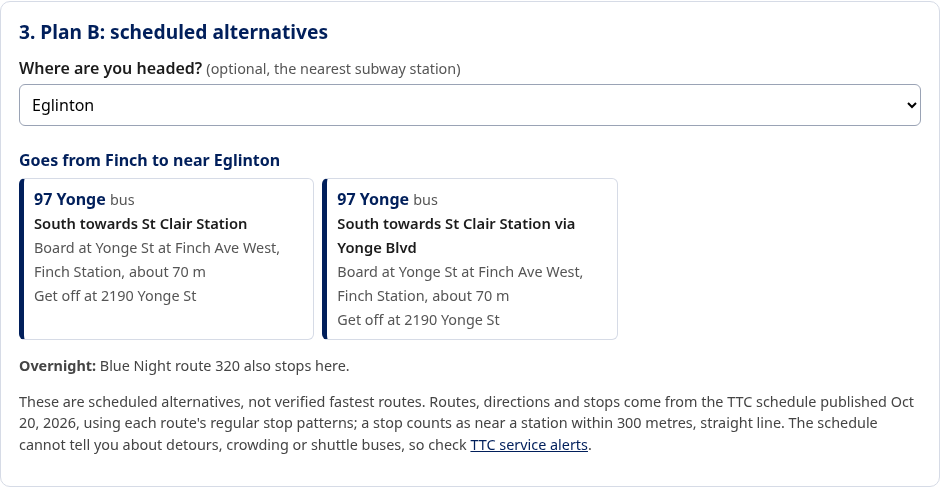 3. Plan B: scheduled alternatives
Where are you headed? (optional, the nearest subway station)
Eglinton
Goes from Finch to near Eglinton
97 Yonge bus
South towards St Clair Station
Board at Yonge St at Finch Ave West,
Finch Station, about 70 m
Get off at 2190 Yonge St
97 Yonge bus
South towards St Clair Station via
Yonge Blvd
Board at Yonge St at Finch Ave West,
Finch Station, about 70 m
Get off at 2190 Yonge St
Overnight: Blue Night route 320 also stops here.
These are scheduled alternatives, not verified fastest routes. Routes, directions and stops come from the TTC schedule published Oct
20, 2026, using each route's regular stop patterns; a stop counts as near a station within 300 metres, straight line. The schedule
cannot tell you about detours, crowding or shuttle buses, so check TTC service alerts.